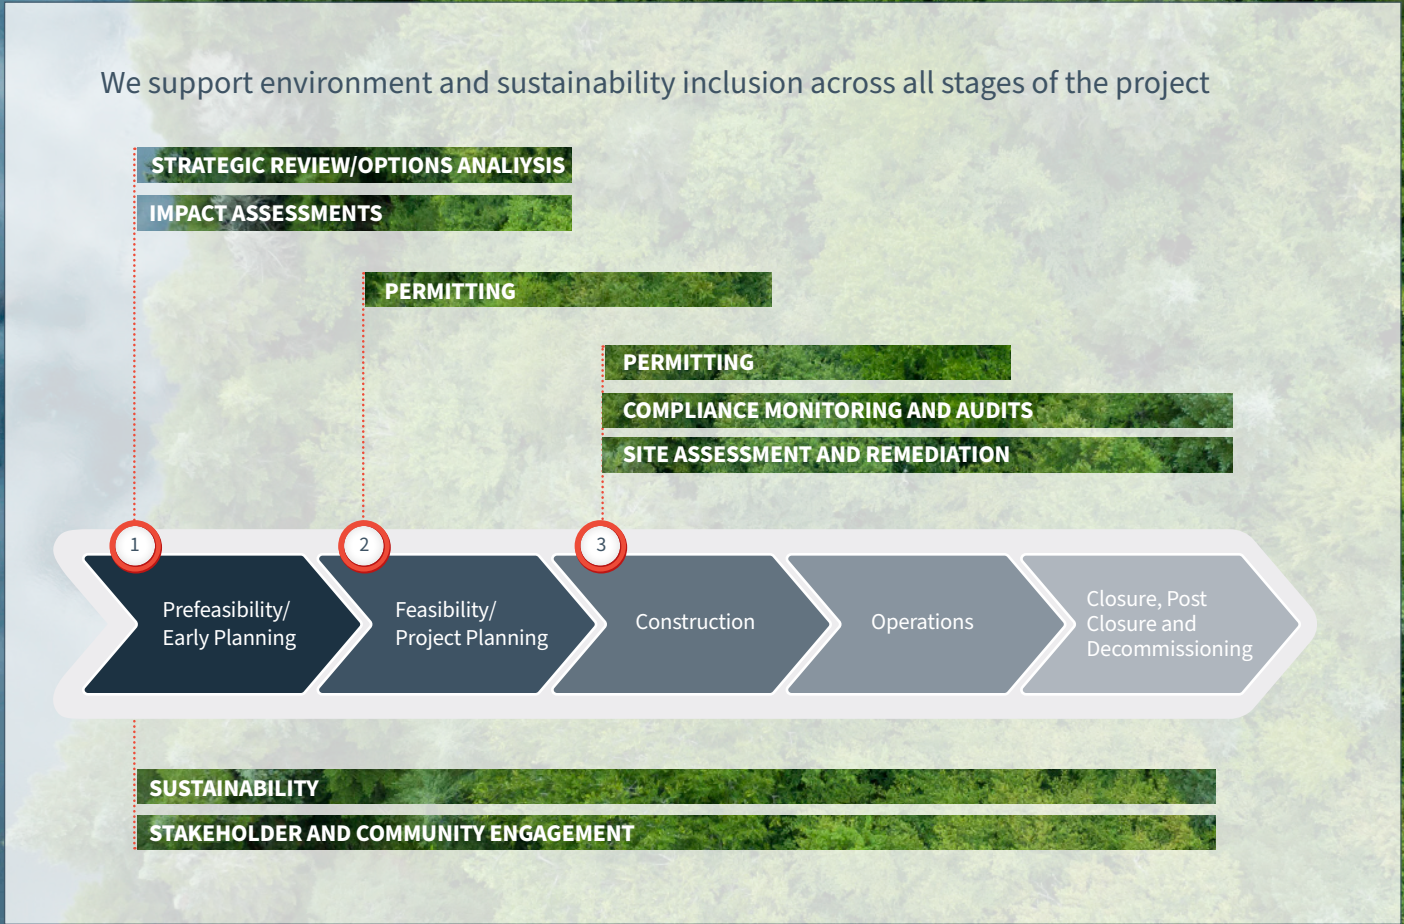 We support environment and sustainability inclusion across all stages of the project
STRATEGIC REVIEW/OPTIONS ANALIYSIS
IMPACT ASSESSMENTS
PERMITTING
PERMITTING
COMPLIANCE MONITORING AND AUDITS
SITE ASSESSMENT AND REMEDIATION
1
2
3
Prefeasibility/
Early Planning
Feasibility/
Project Planning
Construction
Operations
Closure, Post
Closure and
Decommissioning
SUSTAINABILITY
STAKEHOLDER AND COMMUNITY ENGAGEMENT